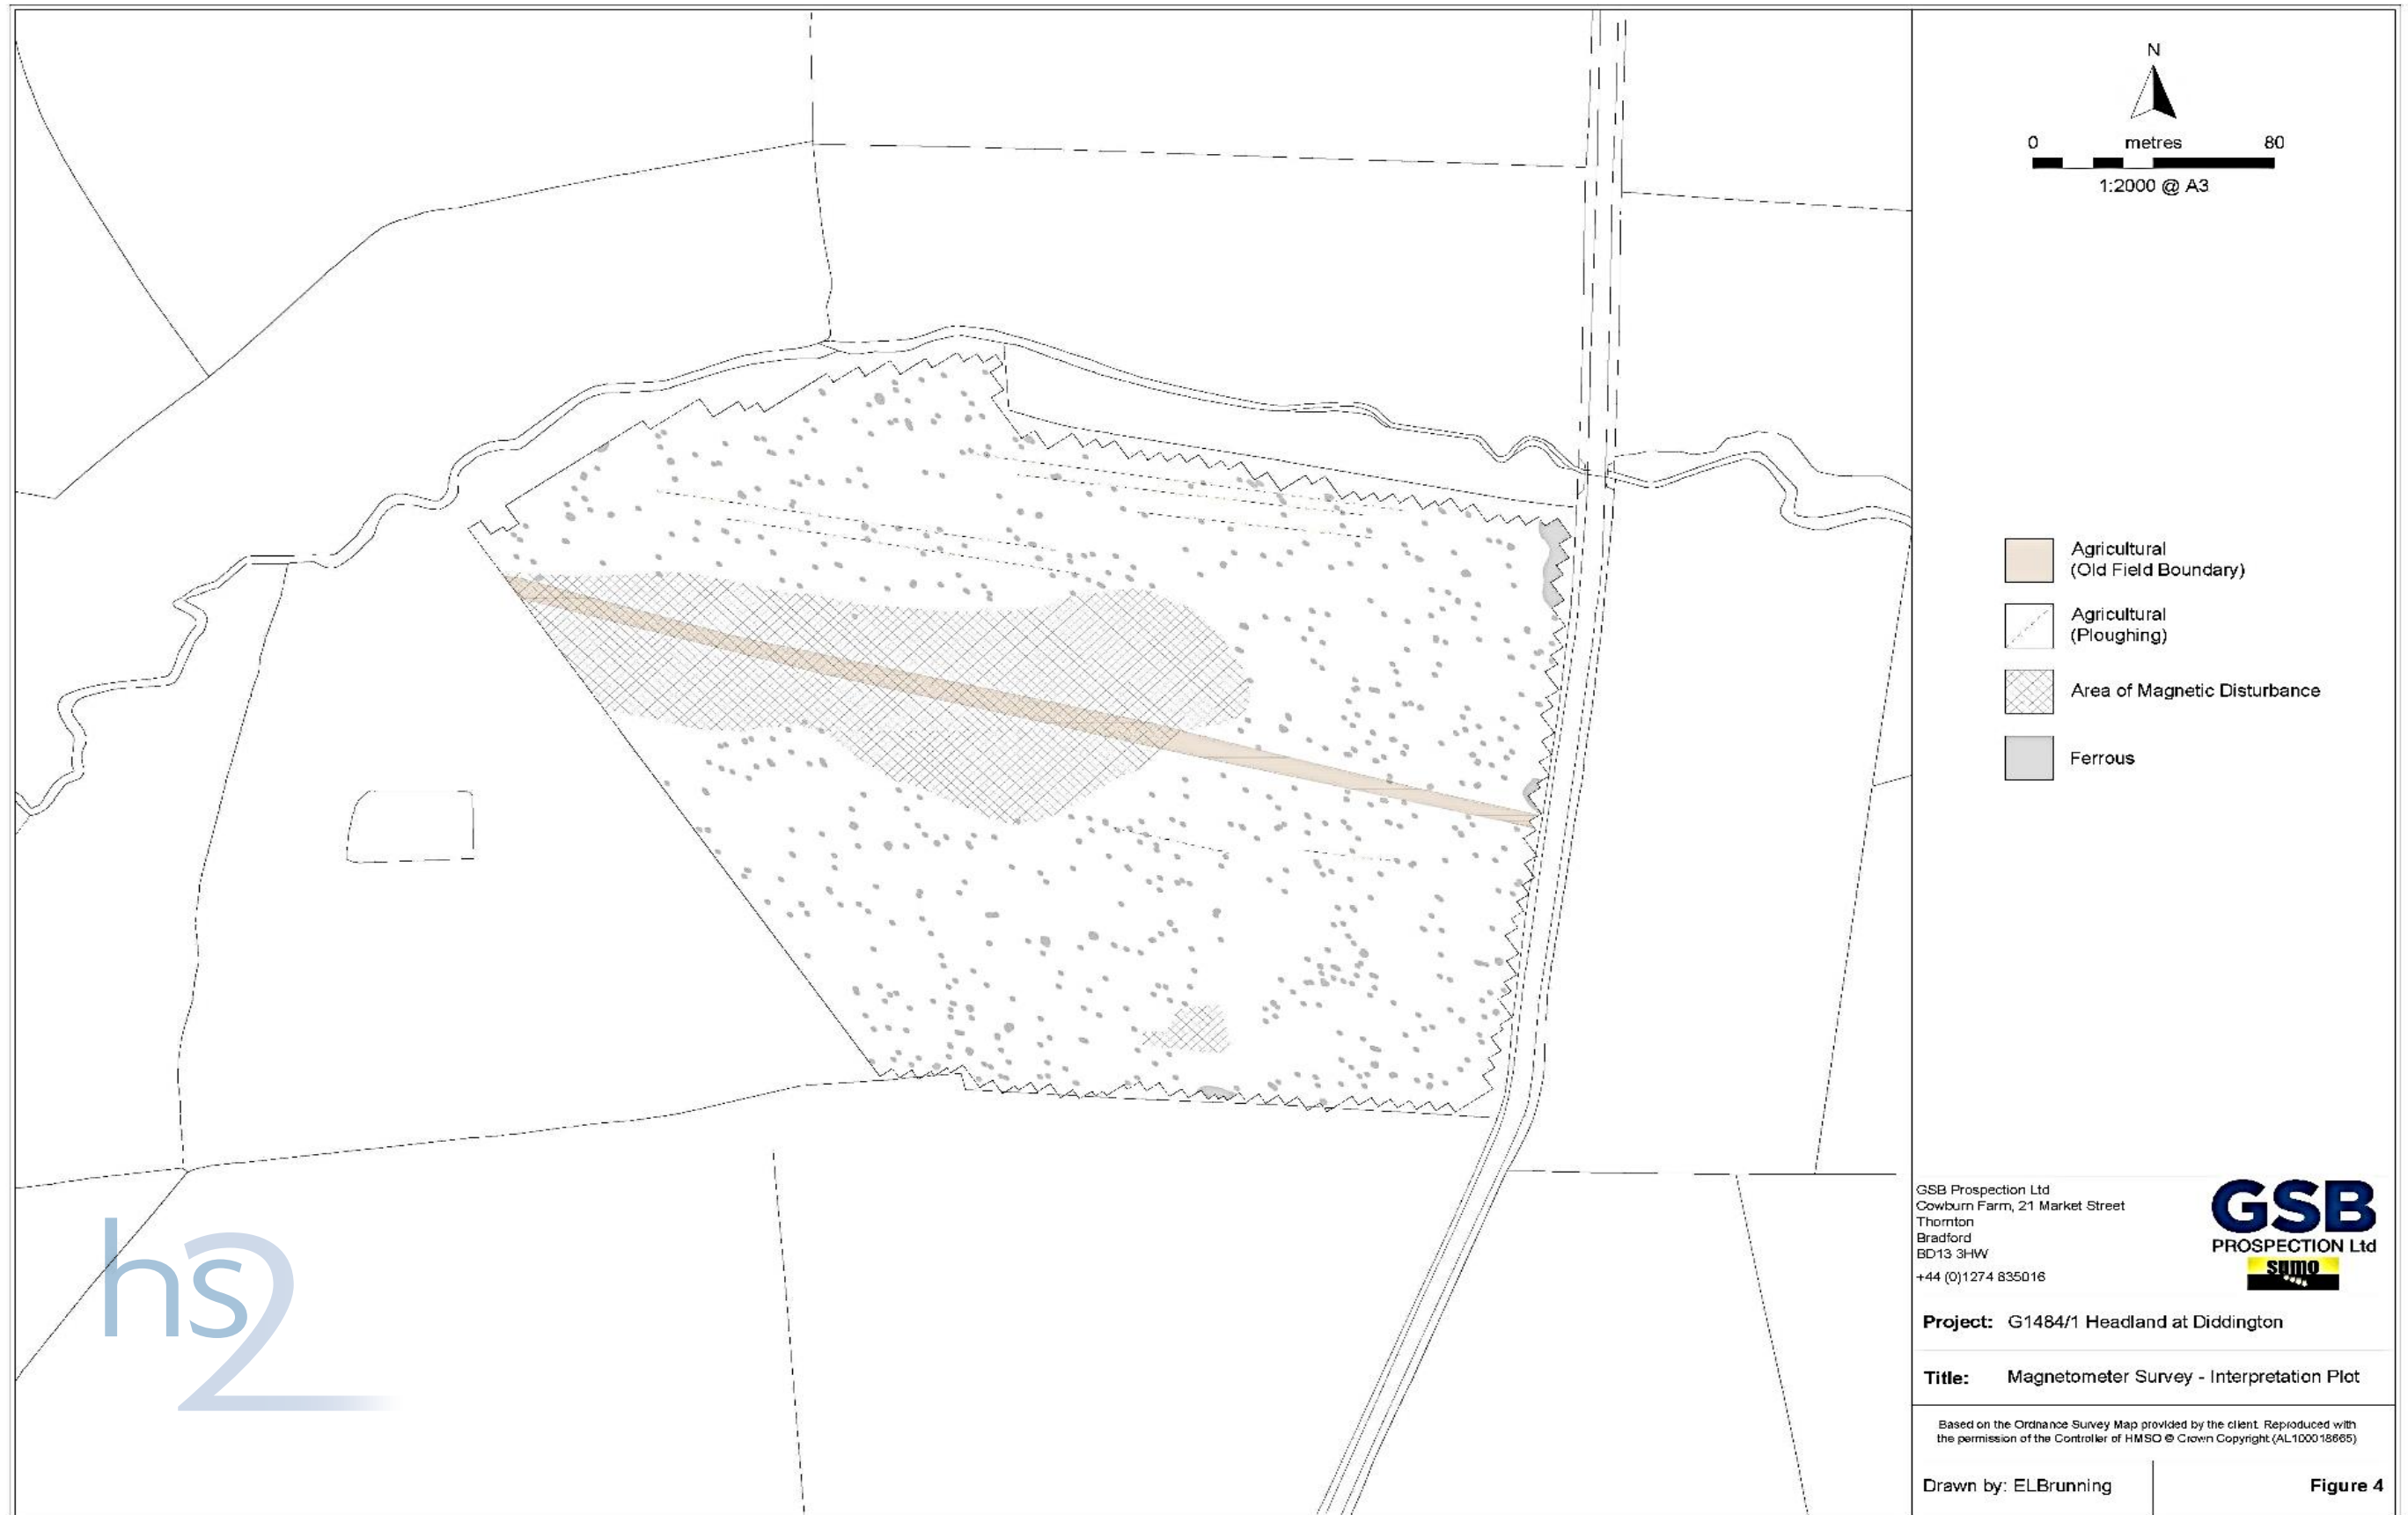 N
0 metres 80
1:2000 @ A3
Agricultural
(Old Field Boundary)
Agricultural
(Ploughing)
Area of Magnetic Disturbance
Ferrous
GSB Prospection Ltd
Cowburn Farm, 21 Market Street
Thornton
Bradford
BD13 3HW
+44 (0)1274 835016
GSB
PROSPECTION Ltd
sumo
Project: G1484/1 Headland at Diddington
Title: Magnetometer Survey - Interpretation Plot
Based on the Ordnance Survey Map provided by the client. Reproduced with
the permission of the Controller of HMSO © Crown Copyright (AL100018665)
Drawn by: ELBrunning
Figure 4
hs2